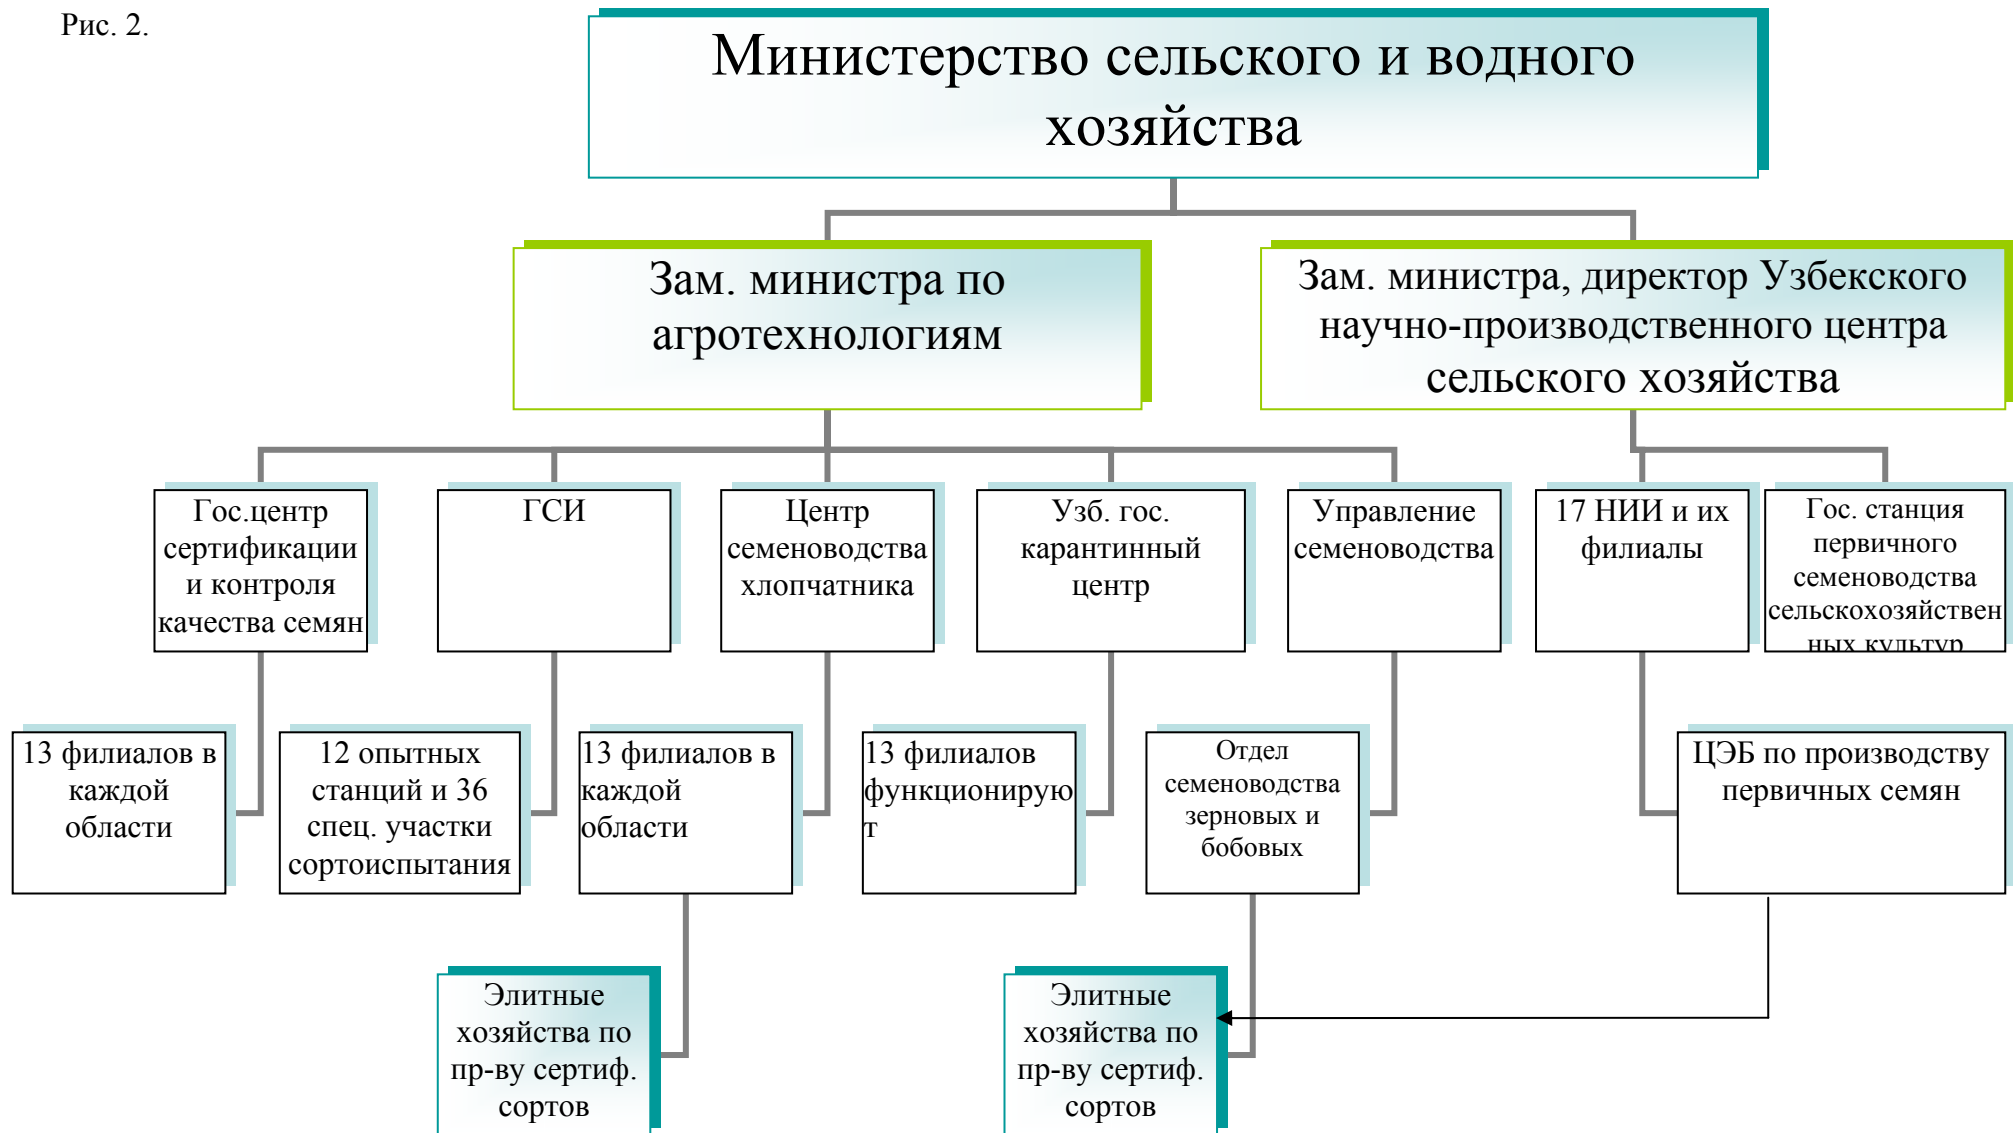 Рис. 2.
Министерство сельского и водного
хозяйства
Зам. министра по
агротехнологиям
Зам. министра, директор Узбекского
научно-производственного центра
сельского хозяйства
Гос.центр
сертификации
и контроля
качества семян
ГСИ
Центр
семеноводства
хлопчатника
Узб. гос.
карантинный
центр
Управление
семеноводства
17 НИИ и их
филиалы
Гос. станция
первичного
семеноводства
сельскохозяйствен
ных культур
13 филиалов в
каждой
области
12 опытных
станций и 36
спец. участки
сортоиспытания
13 филиалов в
каждой
области
13 филиалов
функционирую
т
Отдел
семеноводства
зерновых и
бобовых
ЦЭБ по производству
первичных семян
Элитные
хозяйства по
пр-ву сертиф.
сортов
Элитные
хозяйства по
пр-ву сертиф.
сортов